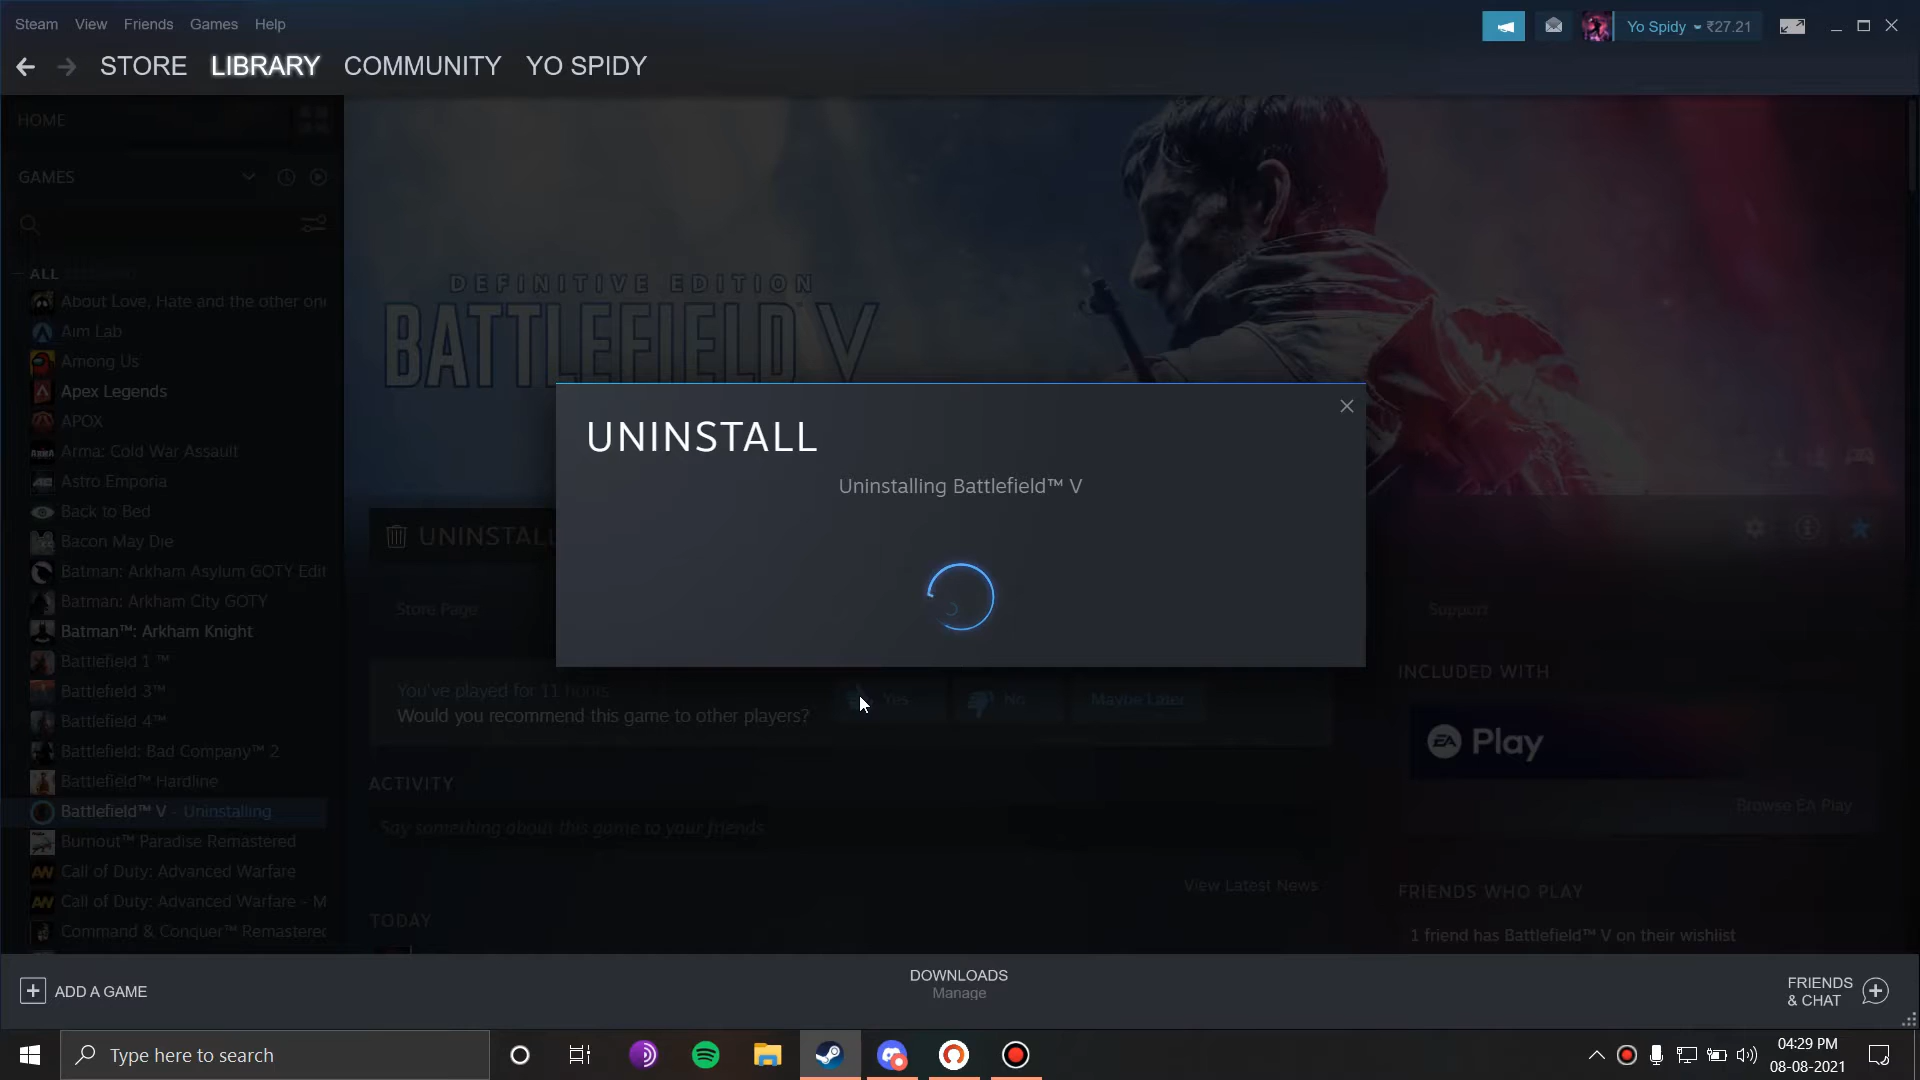 Steam View Friends Games Help
Yo Spidy ₹27.21
STORE LIBRARY COMMUNITY YO SPIDY
HOME
GAMES
ALL
About Love, Hate and the other on
Aim Lab
Among Us
Apex Legends
APOX
Arma: Cold War Assault
Astro Emporia
Back to Bed
Bacon May Die
Batman: Arkham Asylum GOTY Edit
Batman: Arkham City GOTY
Batman™: Arkham Knight
Battlefield 1 ™
Battlefield 3™
Battlefield 4™
Battlefield: Bad Company™ 2
Battlefield™ Hardline
Battlefield™ V - Uninstalling
Burnout™ Paradise Remastered
Call of Duty: Advanced Warfare
Call of Duty: Advanced Warfare - M
Command & Conquer™ Remastered
DEFINITIVE EDITION
BATTLEFIELD V
UNINSTALL
Uninstalling Battlefield™ V
UNINSTALL
Store Page
Support
You've played for 11 hours
Would you recommend this game to other players?
Yes
No
Maybe Later
INCLUDED WITH
EA Play
Browse EA Play
ACTIVITY
Say something about this game to your friends
View Latest News
TODAY
FRIENDS WHO PLAY
1 friend has Battlefield™ V on their wishlist
ADD A GAME
DOWNLOADS
Manage
FRIENDS
& CHAT
Type here to search
04:29 PM
08-08-2021